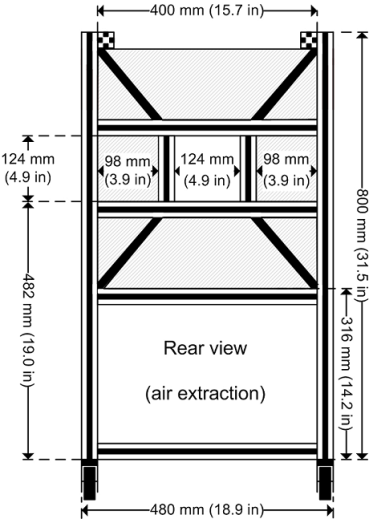 400 mm (15.7 in)
124 mm
(4.9 in)
98 mm
(3.9 in)
124 mm
(4.9 in)
98 mm
(3.9 in)
800 mm (31.5 in)
482 mm (19.0 in)
316 mm (14.2 in)
Rear view
(air extraction)
480 mm (18.9 in)